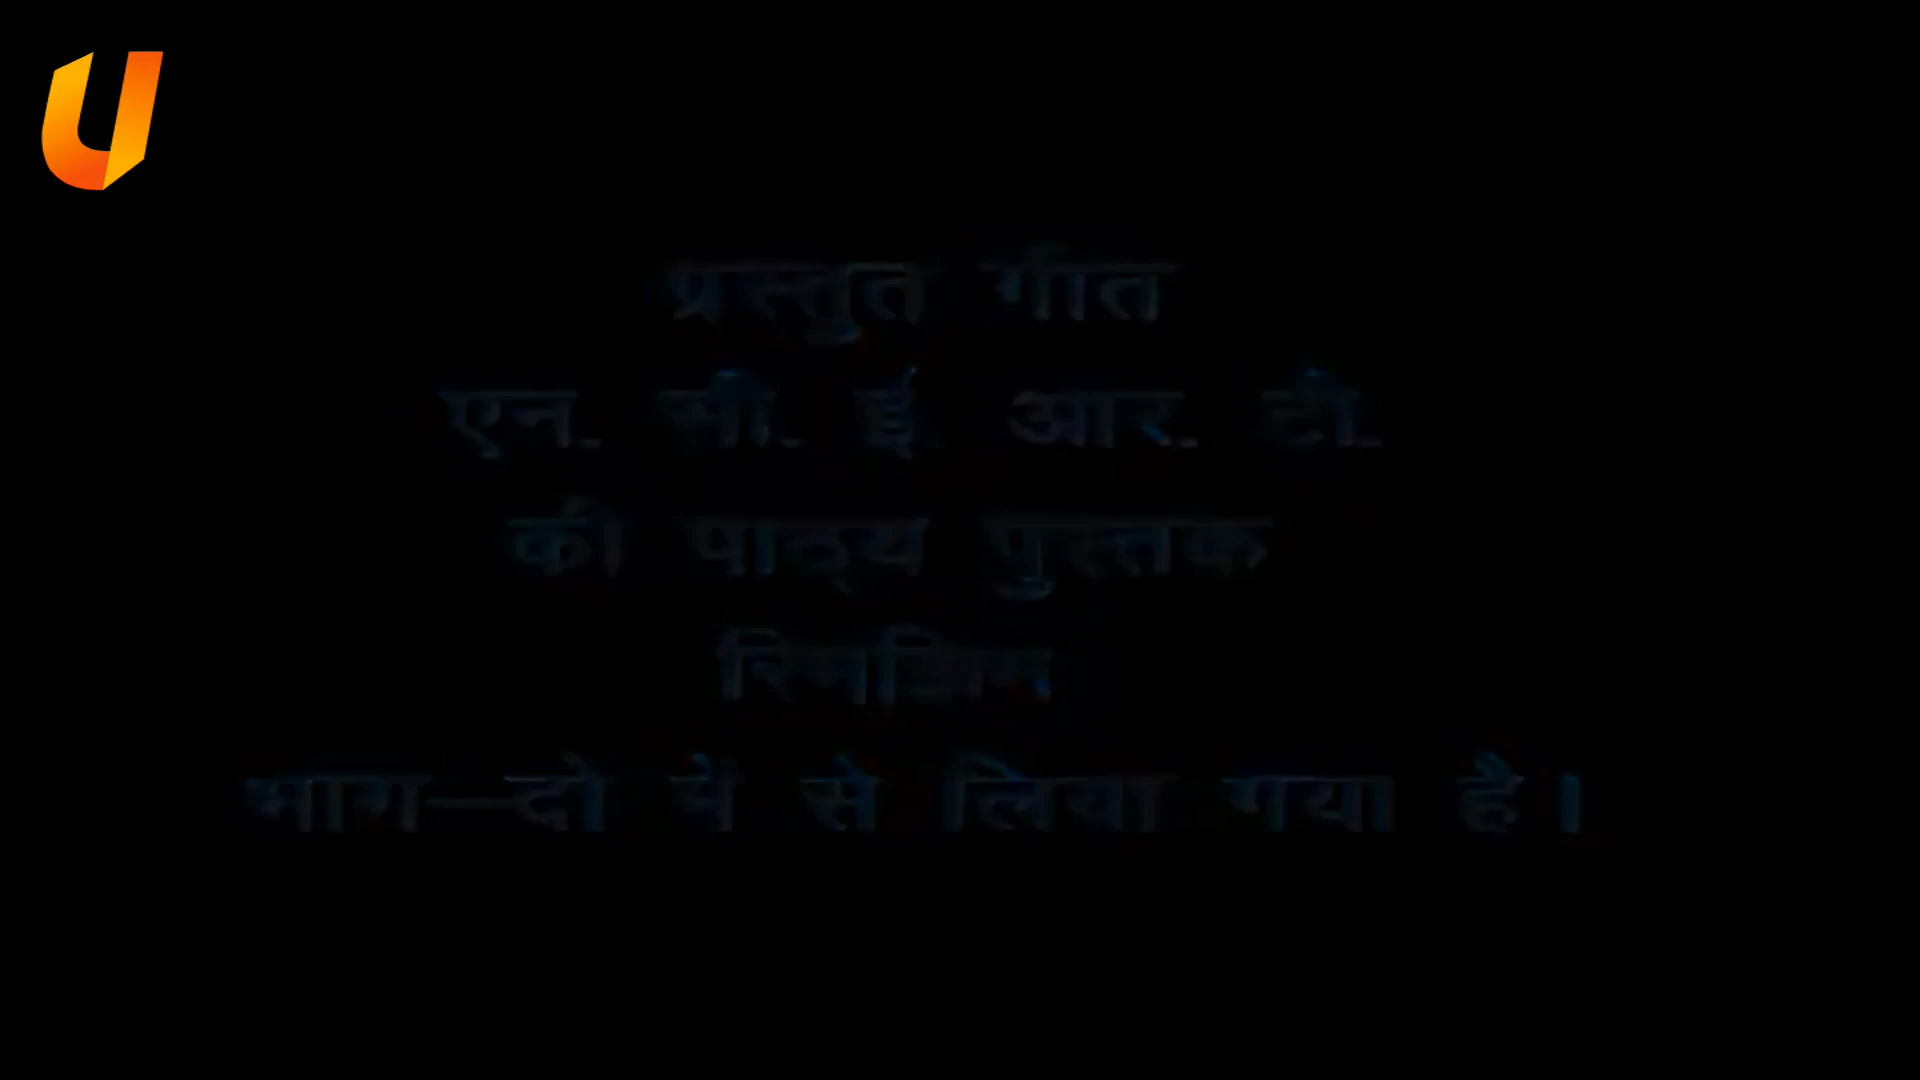 प्रस्तुत गीत
एन. सी. ई. आर. टी.
की पाठ्य पुस्तक
रिमझिम
भाग—दो में से लिया गया है।